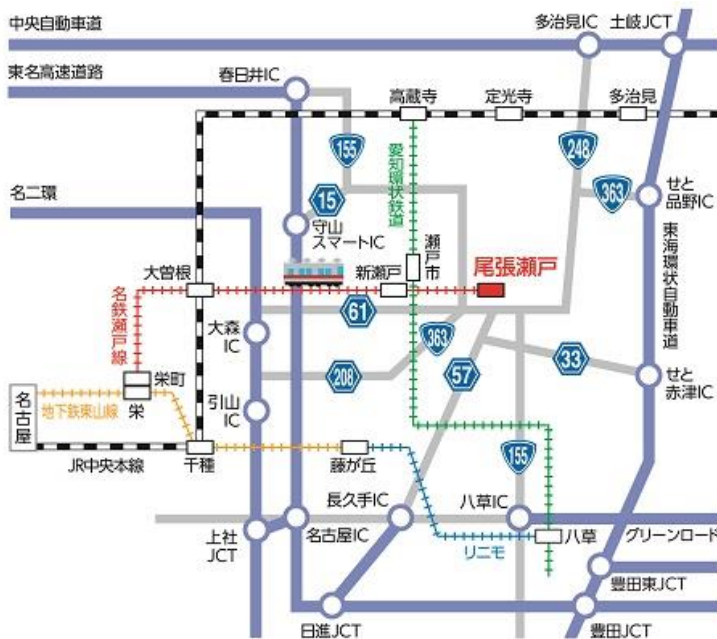 中央自動車道
多治見IC
土岐JCT
東名高速道路
春日井IC
高蔵寺
定光寺
多治見
155
愛知環状鉄道
248
363
名二環
15
せと
品野IC
守山
スマートIC
瀬戸市
東海環状自動車道
大曽根
新瀬戸
尾張瀬戸
名鉄瀬戸線
61
大森
IC
363
57
33
208
栄町
せと
赤津IC
名古屋
地下鉄東山線
栄
引山
IC
155
JR中央本線
千種
藤が丘
長久手IC
八草IC
上社
JCT
名古屋IC
リニモ
八草
グリーンロード
豊田東JCT
日進JCT
豊田JCT